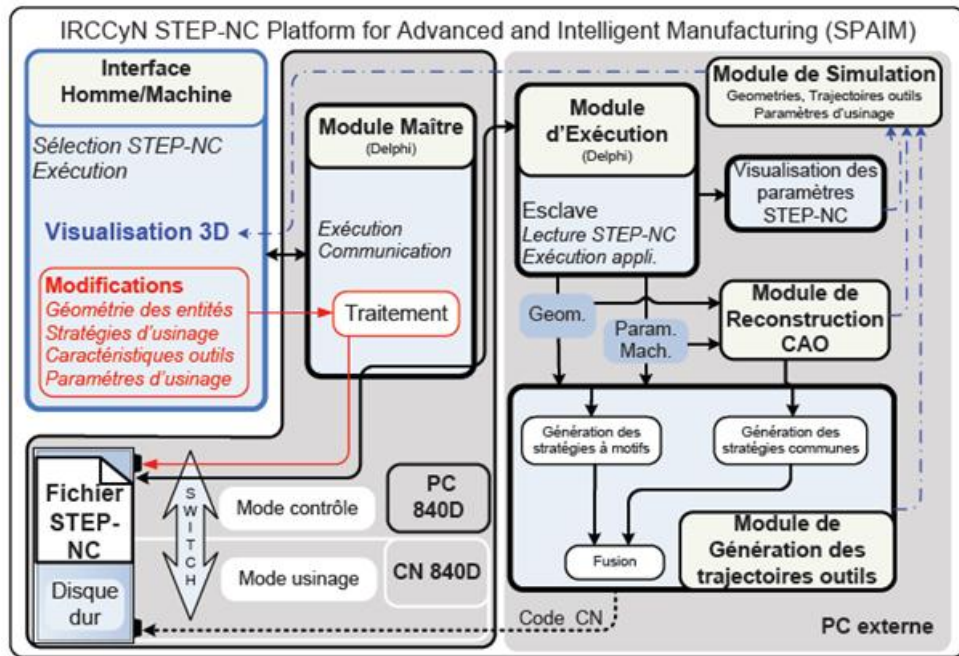 IRCCyN STEP-NC Platform for Advanced and Intelligent Manufacturing (SPAIM)
Interface
Homme/Machine
Sélection STEP-NC
Exécution
Visualisation 3D
Modifications
Géométrie des entités
Stratégies d'usinage
Caractéristiques outils
Paramétres d'usinage
Module Maître
(Delphi)
Exécution
Communication
Traitement
Module
d'Exécution
(Delphi)
Esclave
Lecture STEP-NC
Exécution appli.
Module de Simulation
Geometries, Trajectoires outils
Paramètres d'usinage
Visualisation des
paramètres
STEP-NC
Geom.
Param.
Mach.
Module de
Reconstruction
CAO
Génération des
stratégies à motifs
Génération des
stratégies communes
Fusion
Module de
Génération des
trajectoires outils
Fichier
STEP-
NC
Disque
dur
SWITCH
Mode contrôle
PC
840D
Mode usinage
CN 840D
Code CN
PC externe